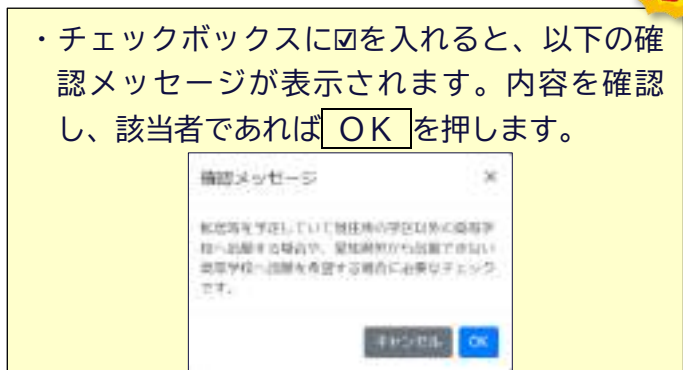 ・チェックボックスに☑を入れると、以下の確
認メッセージが表示されます。内容を確認
し、該当者であれば ＯＫ を押します。
確認メッセージ ×
転居等を予定していて現住所の学区以外の高等学
校へ出願する場合や、愛知県外から出願できない
高等学校へ出願を希望する場合に必要なチェック
です。
キャンセル OK